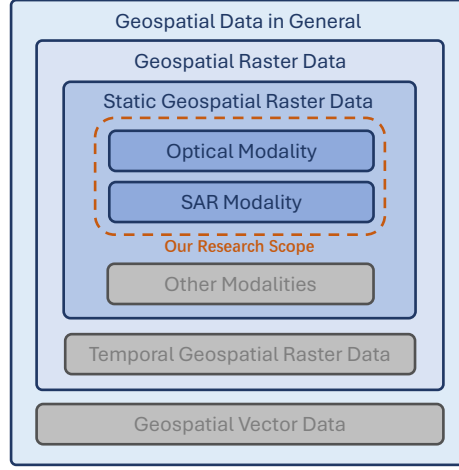 Geospatial Data in General
Geospatial Raster Data
Static Geospatial Raster Data
Optical Modality
SAR Modality
Our Research Scope
Other Modalities
Temporal Geospatial Raster Data
Geospatial Vector Data